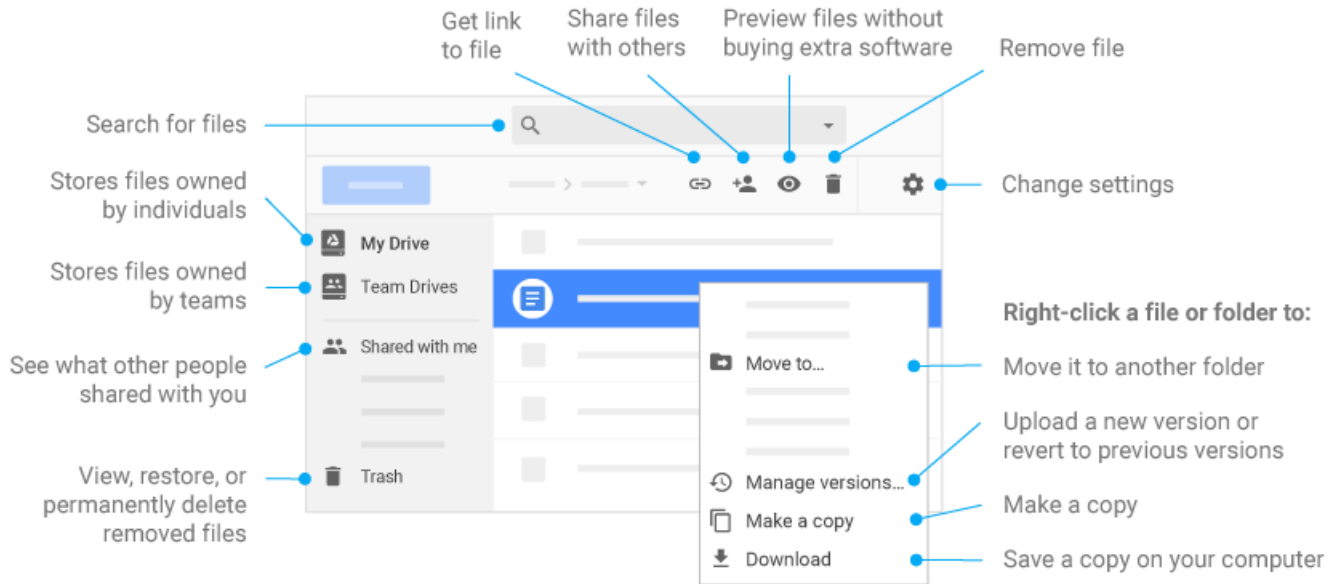 Get link
to file
Share files
with others
Preview files without
buying extra software
Remove file
Search for files
Change settings
Stores files owned
by individuals
My Drive
Stores files owned
by teams
Team Drives
See what other people
shared with you
Shared with me
View, restore, or
permanently delete
removed files
Trash
Right-click a file or folder to:
Move to...
Move it to another folder
Manage versions...
Upload a new version or
revert to previous versions
Make a copy
Make a copy
Download
Save a copy on your computer